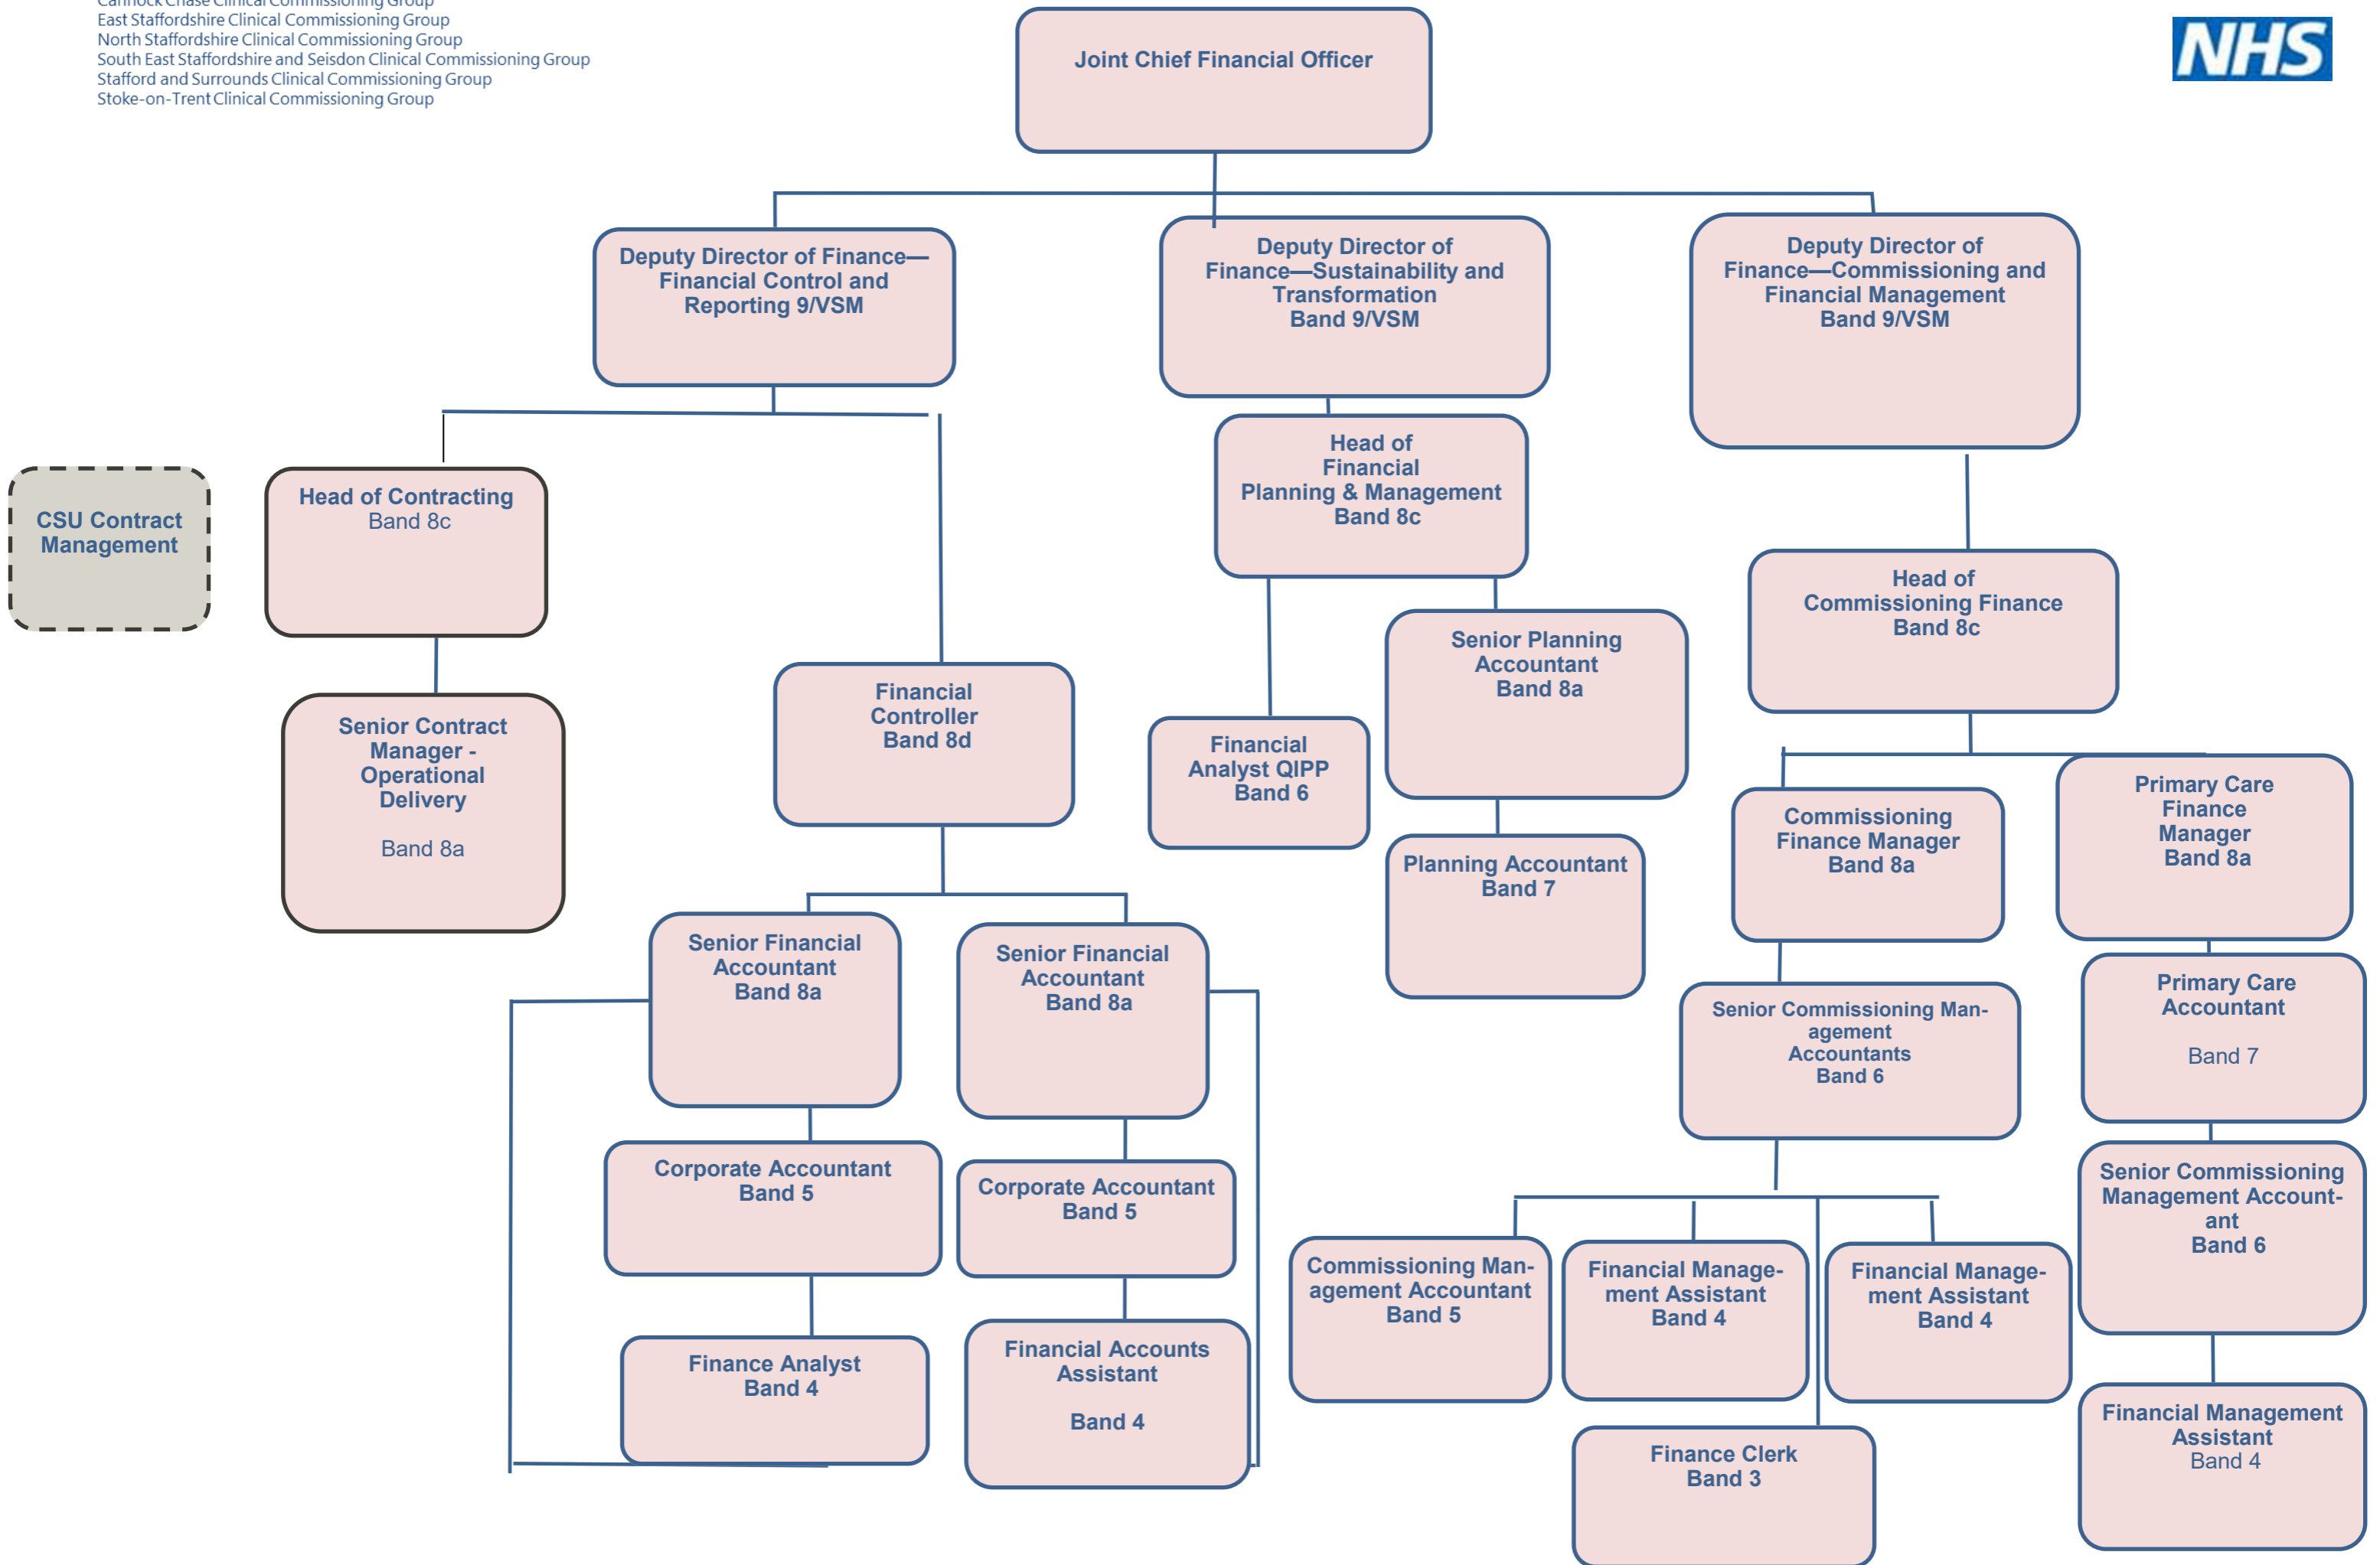 Cannock Chase Clinical Commissioning Group
East Staffordshire Clinical Commissioning Group
North Staffordshire Clinical Commissioning Group
South East Staffordshire and Seisdon Clinical Commissioning Group
Stafford and Surrounds Clinical Commissioning Group
Stoke-on-Trent Clinical Commissioning Group
NHS
Joint Chief Financial Officer
Deputy Director of Finance—
Financial Control and
Reporting 9/VSM
Deputy Director of
Finance—Sustainability and
Transformation
Band 9/VSM
Deputy Director of
Finance—Commissioning and
Financial Management
Band 9/VSM
CSU Contract
Management
Head of Contracting
Band 8c
Senior Contract
Manager -
Operational
Delivery
Band 8a
Financial
Controller
Band 8d
Head of
Financial
Planning & Management
Band 8c
Financial
Analyst QIPP
Band 6
Senior Planning
Accountant
Band 8a
Planning Accountant
Band 7
Head of
Commissioning Finance
Band 8c
Commissioning
Finance Manager
Band 8a
Primary Care
Finance
Manager
Band 8a
Senior Financial
Accountant
Band 8a
Senior Financial
Accountant
Band 8a
Senior Commissioning Man-
agement
Accountants
Band 6
Primary Care
Accountant
Band 7
Corporate Accountant
Band 5
Corporate Accountant
Band 5
Senior Commissioning
Management Account-
ant
Band 6
Commissioning Man-
agement Accountant
Band 5
Financial Manage-
ment Assistant
Band 4
Financial Manage-
ment Assistant
Band 4
Finance Analyst
Band 4
Financial Accounts
Assistant
Band 4
Finance Clerk
Band 3
Financial Management
Assistant
Band 4